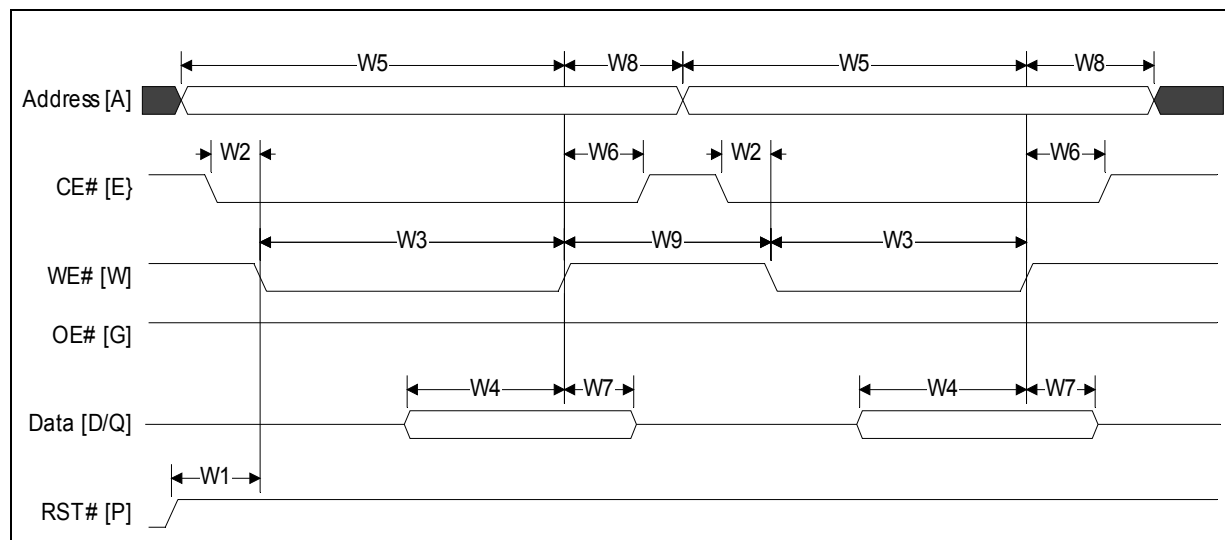 W5 W8 W5 W8
Address [A]
W2 W6 W2 W6
CE# [E}
W3 W9 W3
WE# [W]
OE# [G]
W4 W7 W4 W7
Data [D/Q]
W1
RST# [P]